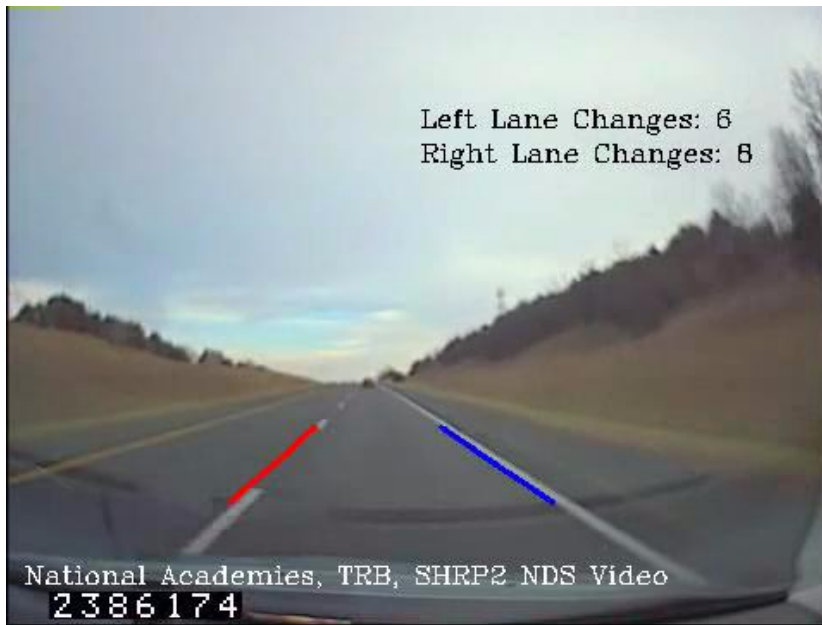 Left Lane Changes: 6
Right Lane Changes: 8
National Academies, TRB, SHRP2 NDS Video
2386174